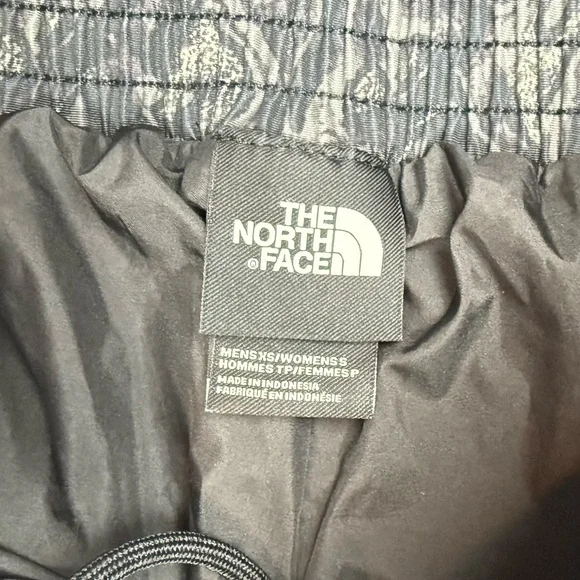 THE
NORTH
® FACE
MENS XS/WOMENS S
HOMMES TP/FEMMES P
MADE IN INDONESIA
FABRIQUÉ EN INDONÉSIE